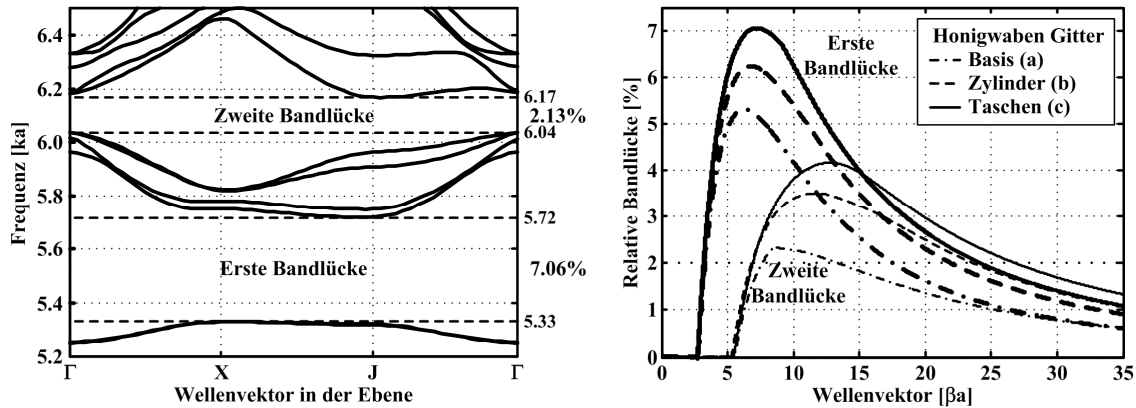 6.4
6.2
6.0
5.8
5.6
5.4
5.2
Frequenz [ka]
Zweite Bandlücke
Erste Bandlücke
6.17
2.13%
6.04
5.72
7.06%
5.33
Γ X J Γ
Wellenvektor in der Ebene
7
6
5
4
3
2
1
0
Relative Bandlücke [%]
Erste
Bandlücke
Zweite
Bandlücke
Honigwaben Gitter
Basis (a)
Zylinder (b)
Taschen (c)
0 5 10 15 20 25 30 35
Wellenvektor [βa]